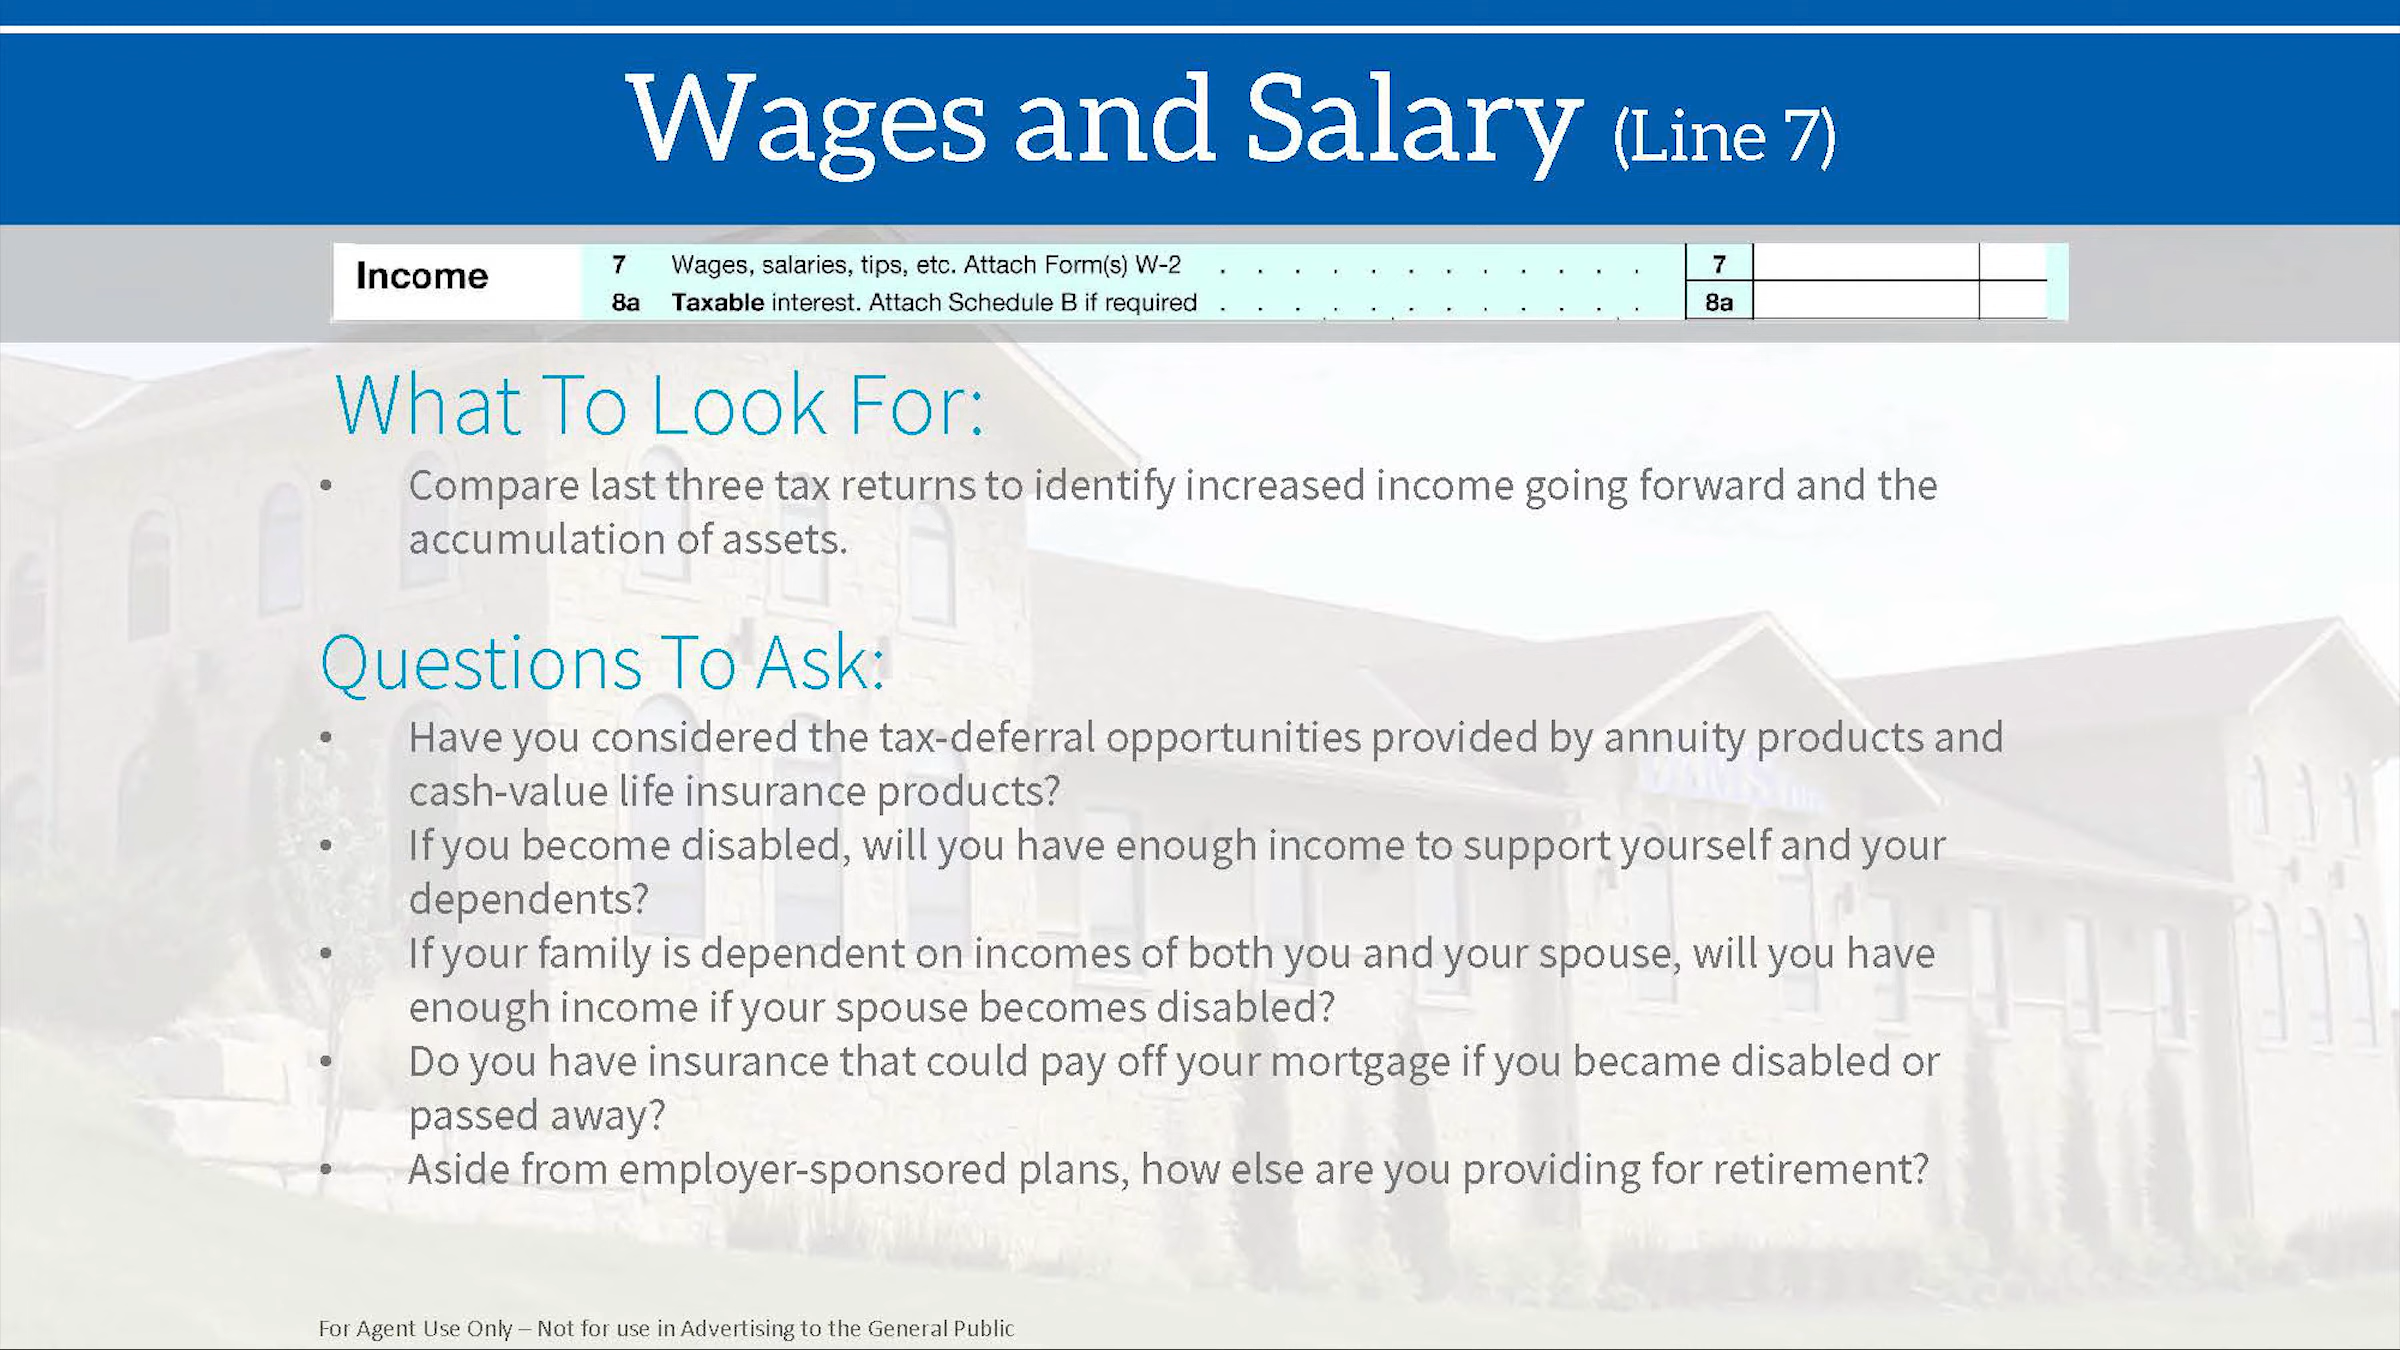 Wages and Salary (Line 7)
Income
7 Wages, salaries, tips, etc. Attach Form(s) W-2 . . . . . . . . . . . . 7
8a Taxable interest. Attach Schedule B if required . . . . . . . . . . . . 8a
What To Look For:
• Compare last three tax returns to identify increased income going forward and the
accumulation of assets.
Questions To Ask:
• Have you considered the tax-deferral opportunities provided by annuity products and
cash-value life insurance products?
• If you become disabled, will you have enough income to support yourself and your
dependents?
• If your family is dependent on incomes of both you and your spouse, will you have
enough income if your spouse becomes disabled?
• Do you have insurance that could pay off your mortgage if you became disabled or
passed away?
• Aside from employer-sponsored plans, how else are you providing for retirement?
For Agent Use Only – Not for use in Advertising to the General Public